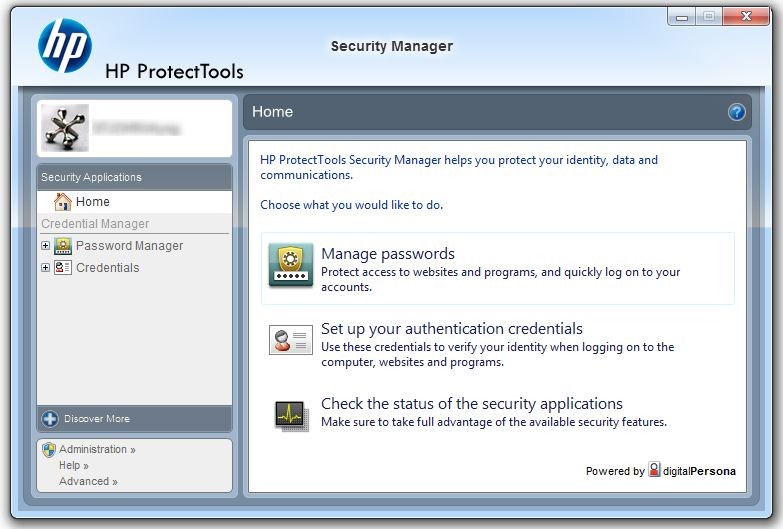 hp
HP ProtectTools
Security Manager
Security Applications
Home
Credential Manager
Password Manager
Credentials
Discover More
Administration »
Help »
Advanced »
Home
?
HP ProtectTools Security Manager helps you protect your identity, data and
communications.
Choose what you would like to do.
Manage passwords
Protect access to websites and programs, and quickly log on to your
accounts.
Set up your authentication credentials
Use these credentials to verify your identity when logging on to the
computer, websites and programs.
Check the status of the security applications
Make sure to take full advantage of the available security features.
Powered by digitalPersona